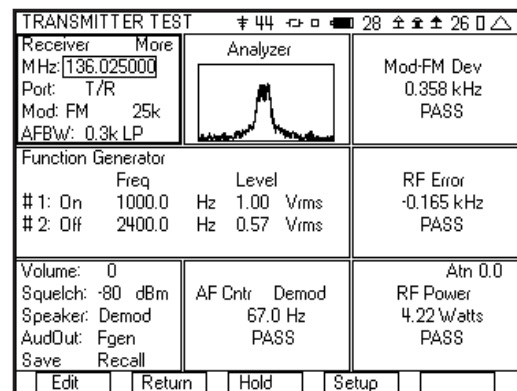 TRANSMITTER TEST 44 28 26
Receiver More
MHz: 136.025000
Port: T/R
Mod: FM 25k
AFBW: 0.3k LP
Analyzer
Mod-FM Dev
0.358 kHz
PASS
Function Generator
Freq Level
# 1: On 1000.0 Hz 1.00 Vrms
# 2: Off 2400.0 Hz 0.57 Vrms
RF Error
-0.165 kHz
PASS
Volume: 0
Squelch: -80 dBm
Speaker: Demod
AudOut: Fgen
Save Recall
AF Cntr Demod
67.0 Hz
PASS
Atn 0.0
RF Power
4.22 Watts
PASS
Edit Return Hold Setup